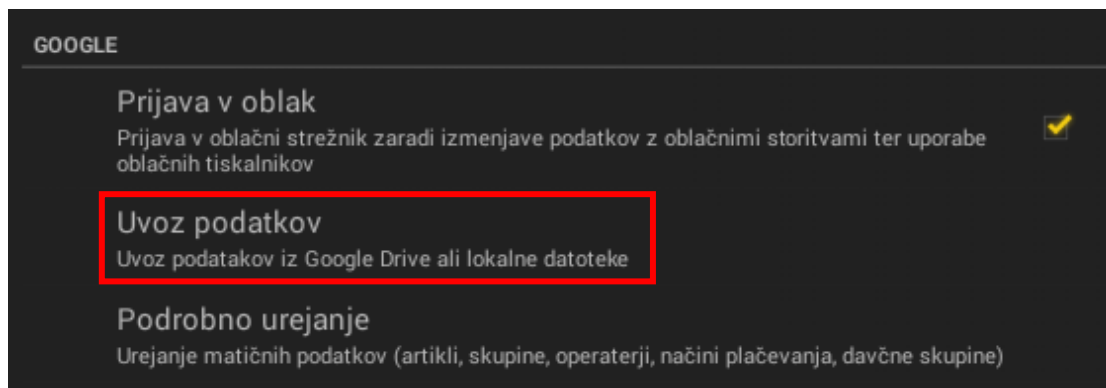 GOOGLE
Prijava v oblak
Prijava v oblačni strežnik zaradi izmenjave podatkov z oblačnimi storitvami ter uporabe
oblačnih tiskalnikov
Uvoz podatkov
Uvoz podatakov iz Google Drive ali lokalne datoteke
Podrobno urejanje
Urejanje matičnih podatkov (artikli, skupine, operaterji, načini plačevanja, davčne skupine)